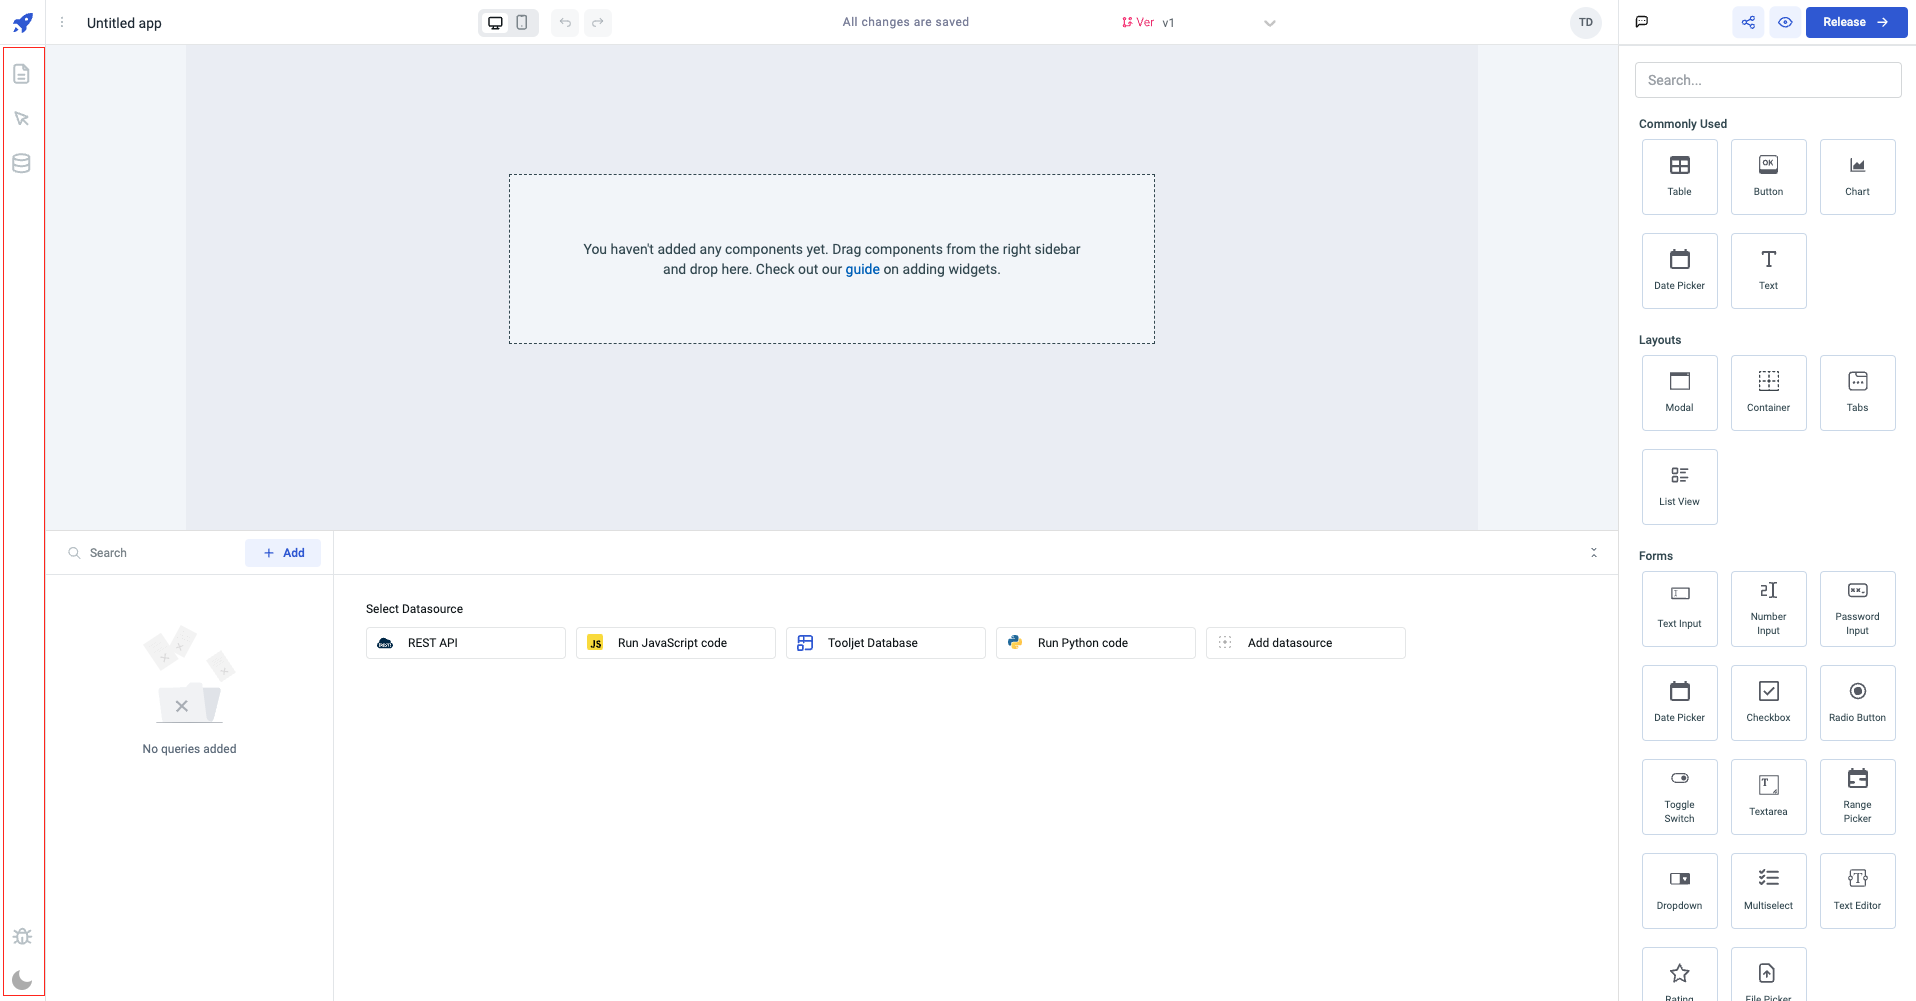 Untitled app
All changes are saved
Ver v1
TD
Release
Search...
Commonly Used
Table
OK
Button
Chart
Date Picker
T
Text
You haven't added any components yet. Drag components from the right sidebar
and drop here. Check out our guide on adding widgets.
Layouts
Modal
Container
Tabs
List View
Search
+ Add
Forms
Text Input
Number
Input
Password
Input
Select Datasource
REST API
JS
Run JavaScript code
Tooljet Database
Run Python code
Add datasource
No queries added
Date Picker
Checkbox
Radio Button
Toggle
Switch
Textarea
Range
Picker
Dropdown
Multiselect
Text Editor
Rating
File Picker